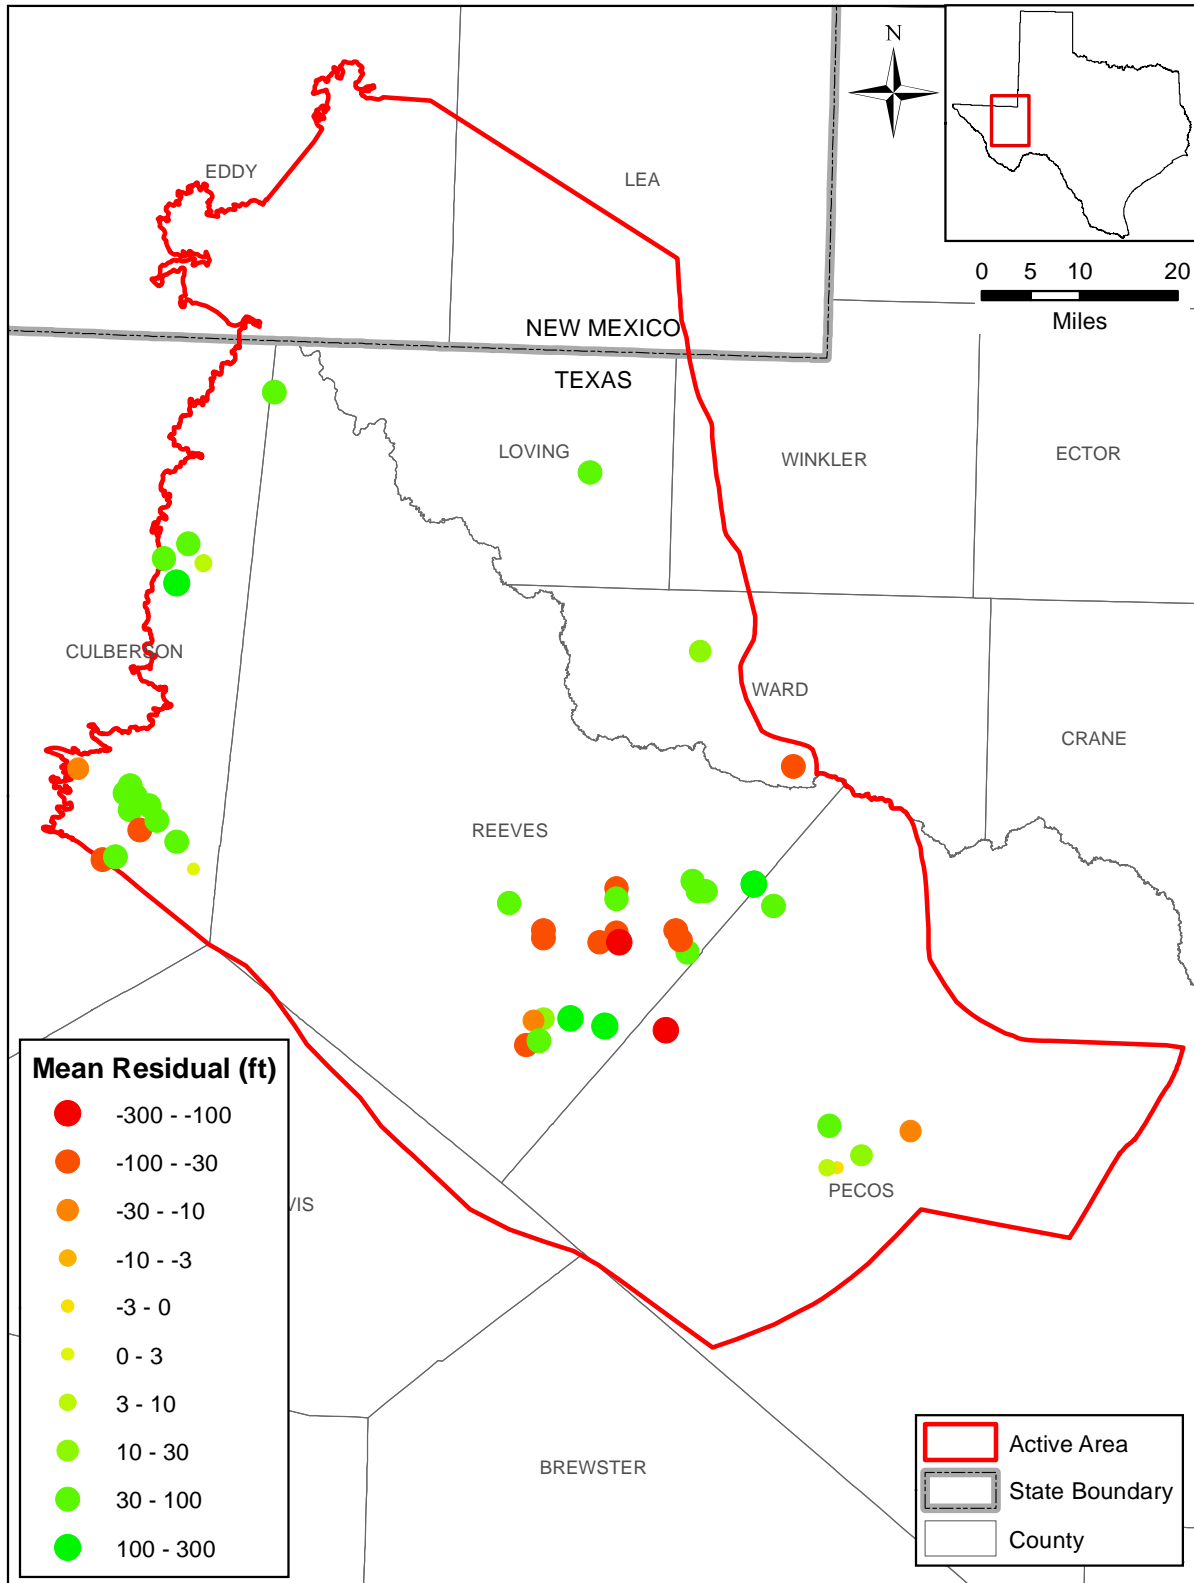 N
EDDY
LEA
0 5 10 20
Miles
NEW MEXICO
TEXAS
LOVING
WINKLER
ECTOR
CULBERSON
WARD
CRANE
REEVES
PECOS
VIS
BREWSTER
Mean Residual (ft)
-300 - -100
-100 - -30
-30 - -10
-10 - -3
-3 - 0
0 - 3
3 - 10
10 - 30
30 - 100
100 - 300
Active Area
State Boundary
County